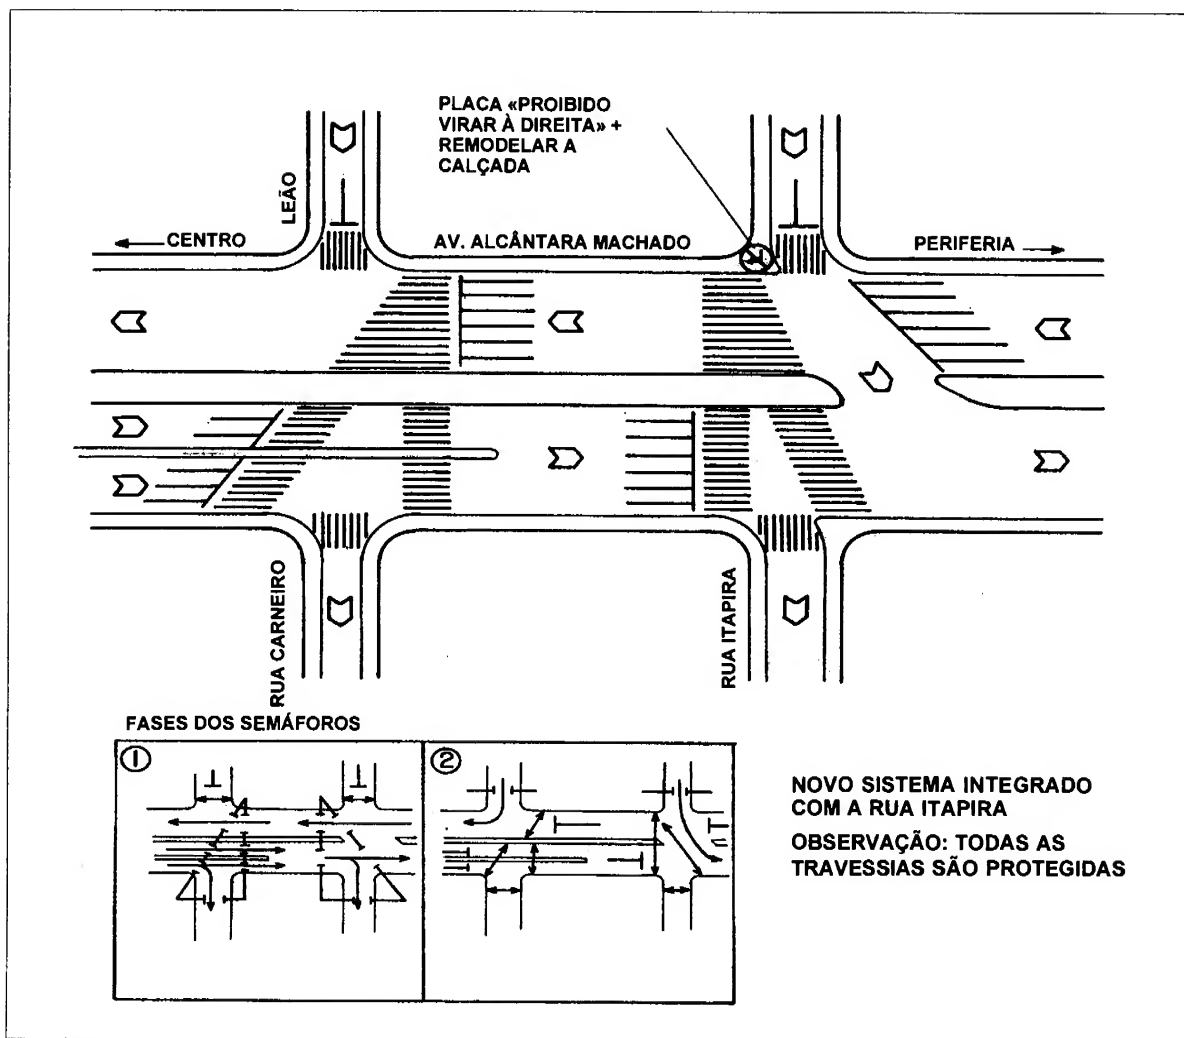 PLACA «PROIBIDO
VIRAR À DIREITA» +
REMODELAR A
CALÇADA
LEÃO
CENTRO
AV. ALCÂNTARA MACHADO
PERIFERIA
RUA CARNEIRO
RUA ITAPIRA
FASES DOS SEMÁFOROS
1
2
NOVO SISTEMA INTEGRADO
COM A RUA ITAPIRA
OBSERVAÇÃO: TODAS AS
TRAVESSIAS SÃO PROTEGIDAS